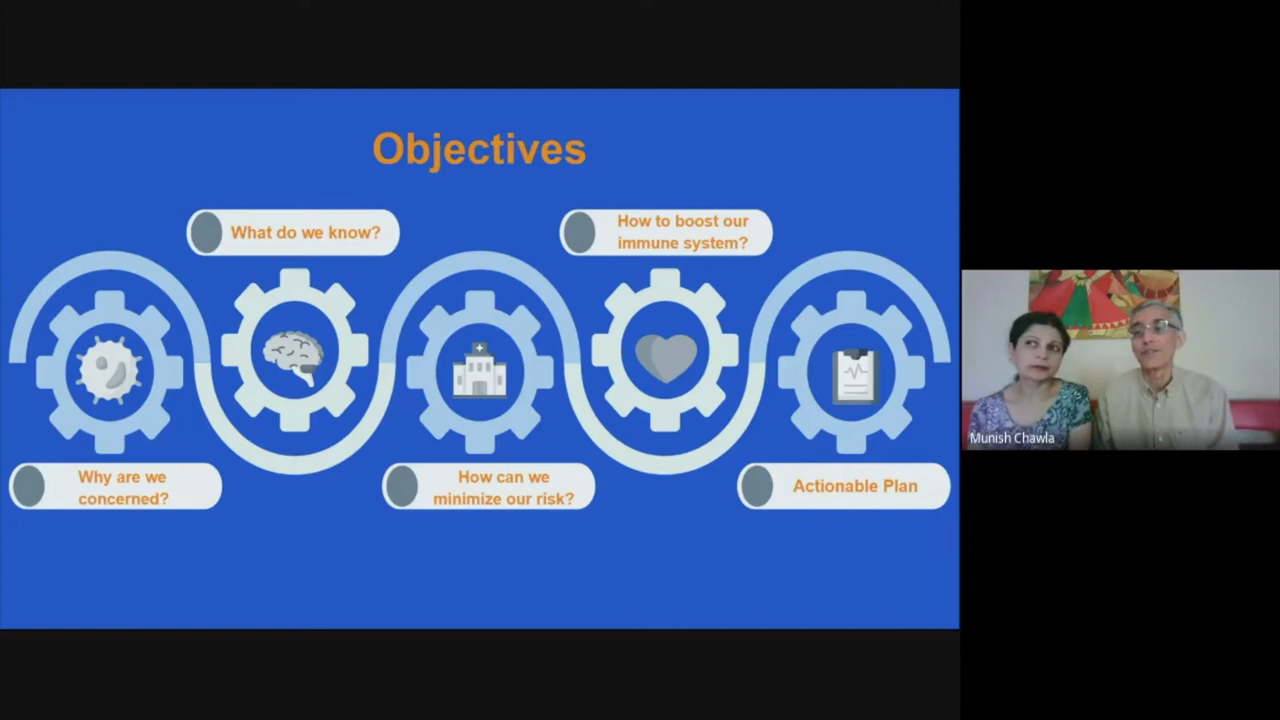 Objectives
What do we know?
How to boost our
immune system?
Why are we
concerned?
How can we
minimize our risk?
Actionable Plan
Munish Chawla